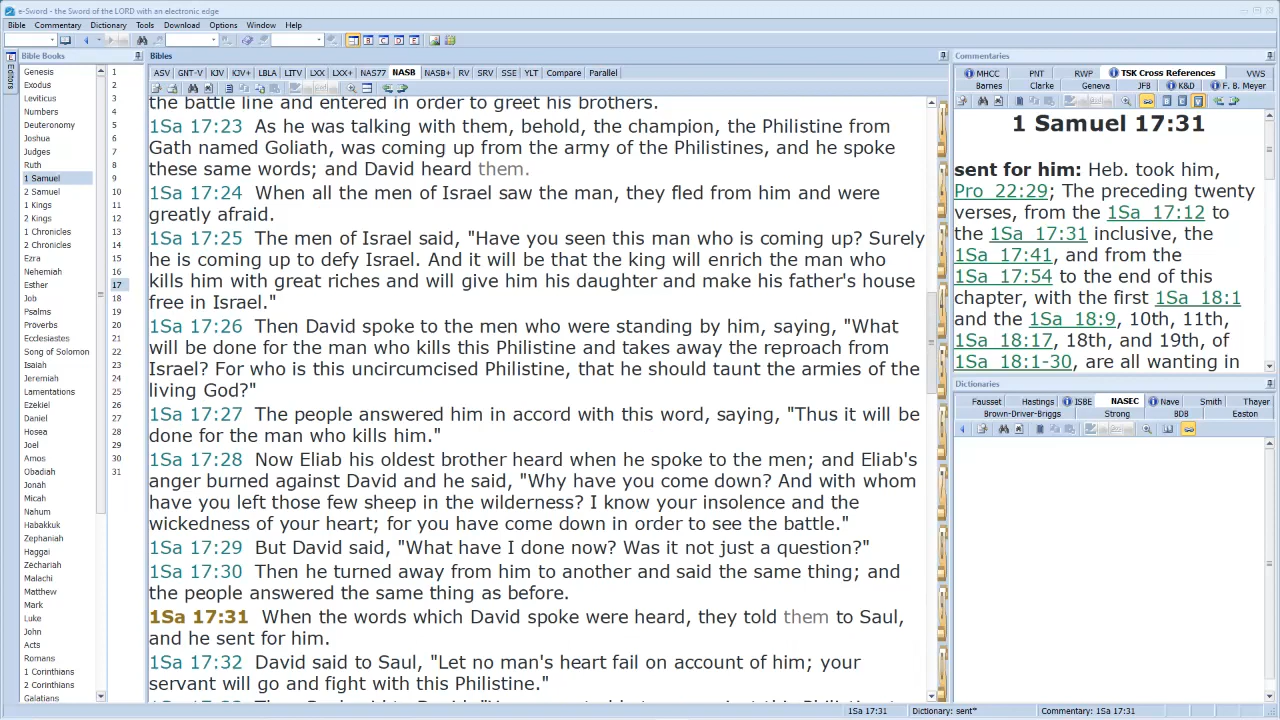 e-Sword - the Sword of the LORD with an electronic edge
Bible Commentary Dictionary Tools Download Options Window Help
Editors
Bible Books
Genesis
Exodus
Leviticus
Numbers
Deuteronomy
Joshua
Judges
Ruth
1 Samuel
2 Samuel
1 Kings
2 Kings
1 Chronicles
2 Chronicles
Ezra
Nehemiah
Esther
Job
Psalms
Proverbs
Ecclesiastes
Song of Solomon
Isaiah
Jeremiah
Lamentations
Ezekiel
Daniel
Hosea
Joel
Amos
Obadiah
Jonah
Micah
Nahum
Habakkuk
Zephaniah
Haggai
Zechariah
Malachi
Matthew
Mark
Luke
John
Acts
Romans
1 Corinthians
2 Corinthians
Galatians
1
2
3
4
5
6
7
8
9
10
11
12
13
14
15
16
17
18
19
20
21
22
23
24
25
26
27
28
29
30
31
Bibles
ASV GNT-V KJV KJV+ LBLA LITV LXX LXX+ NAS77 NASB NASB+ RV SRV SSE YLT Compare Parallel
the battle line and entered in order to greet his brothers.
1Sa 17:23 As he was talking with them, behold, the champion, the Philistine from
Gath named Goliath, was coming up from the army of the Philistines, and he spoke
these same words; and David heard them.
1Sa 17:24 When all the men of Israel saw the man, they fled from him and were
greatly afraid.
1Sa 17:25 The men of Israel said, "Have you seen this man who is coming up? Surely
he is coming up to defy Israel. And it will be that the king will enrich the man who
kills him with great riches and will give him his daughter and make his father's house
free in Israel."
1Sa 17:26 Then David spoke to the men who were standing by him, saying, "What
will be done for the man who kills this Philistine and takes away the reproach from
Israel? For who is this uncircumcised Philistine, that he should taunt the armies of the
living God?"
1Sa 17:27 The people answered him in accord with this word, saying, "Thus it will be
done for the man who kills him."
1Sa 17:28 Now Eliab his oldest brother heard when he spoke to the men; and Eliab's
anger burned against David and he said, "Why have you come down? And with whom
have you left those few sheep in the wilderness? I know your insolence and the
wickedness of your heart; for you have come down in order to see the battle."
1Sa 17:29 But David said, "What have I done now? Was it not just a question?"
1Sa 17:30 Then he turned away from him to another and said the same thing; and
the people answered the same thing as before.
1Sa 17:31 When the words which David spoke were heard, they told them to Saul,
and he sent for him.
1Sa 17:32 David said to Saul, "Let no man's heart fail on account of him; your
servant will go and fight with this Philistine."
Commentaries
MHCC PNT RWP TSK Cross References VWS
Barnes Clarke Geneva JFB K&D F. B. Meyer
1 Samuel 17:31
sent for him: Heb. took him,
Pro_22:29; The preceding twenty
verses, from the 1Sa_17:12 to
the 1Sa_17:31 inclusive, the
1Sa_17:41, and from the
1Sa_17:54 to the end of this
chapter, with the first 1Sa_18:1
and the 1Sa_18:9, 10th, 11th,
1Sa_18:17, 18th, and 19th, of
1Sa_18:1-30, are all wanting in
Dictionaries
Fausset Hastings ISBE NASEC Nave Smith Thayer
Brown-Driver-Briggs Strong BDB Easton
1Sa 17:31 Dictionary: sent* Commentary: 1Sa 17:31